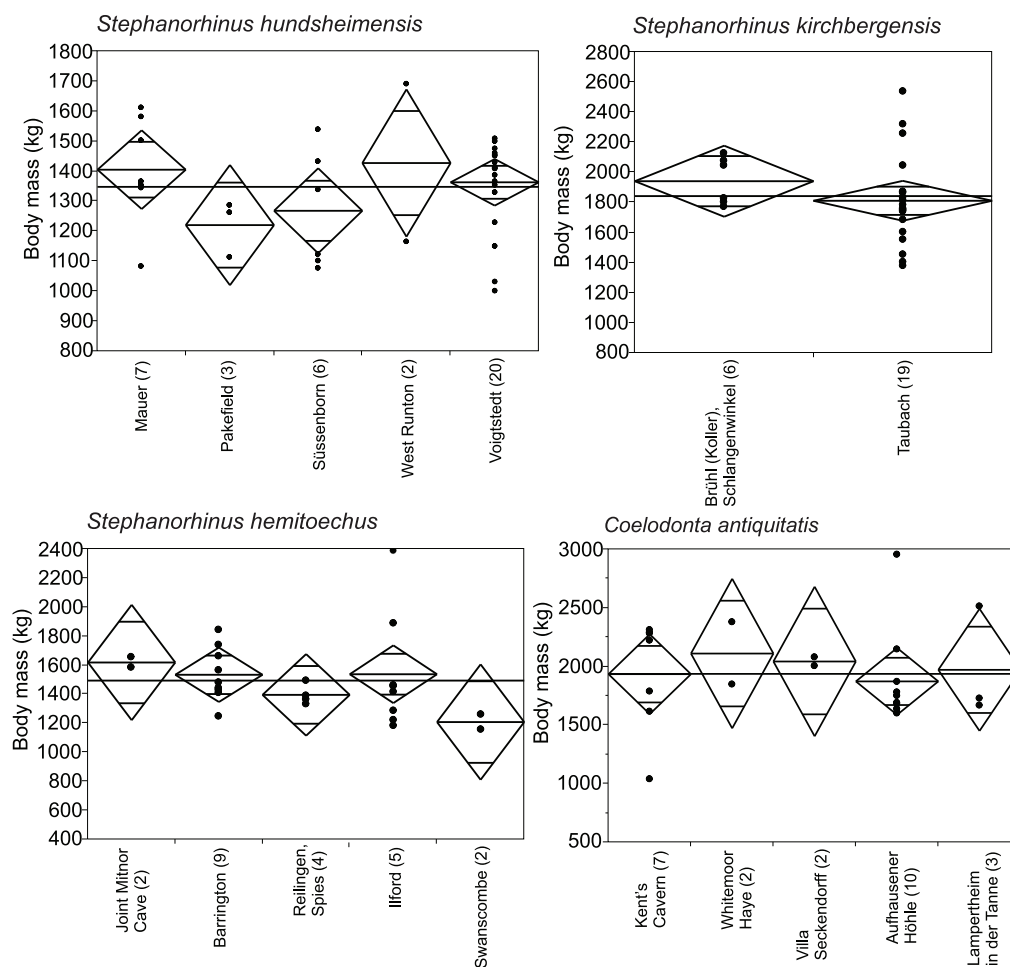 Stephanorhinus hundsheimensis
Body mass (kg)
1800
1700
1600
1500
1400
1300
1200
1100
1000
900
800
Mauer (7)
Pakefield (3)
Süssenborn (6)
West Runton (2)
Voigtstedt (20)
Stephanorhinus kirchbergensis
Body mass (kg)
2800
2600
2400
2200
2000
1800
1600
1400
1200
1000
800
Brühl (Koller),
Schlangenwinkel (6)
Taubach (19)
Stephanorhinus hemitoechus
Body mass (kg)
2400
2200
2000
1800
1600
1400
1200
1000
800
600
400
Joint Mitnor
Cave (2)
Barrington (9)
Reilingen,
Spies (4)
Ilford (5)
Swanscombe (2)
Coelodonta antiquitatis
Body mass (kg)
3000
2500
2000
1500
1000
500
Kent's
Cavern (7)
Whitemoor
Haye (2)
Villa
Seckendorff (2)
Aufhausener
Höhle (10)
Lampertheim
in der Tanne (3)